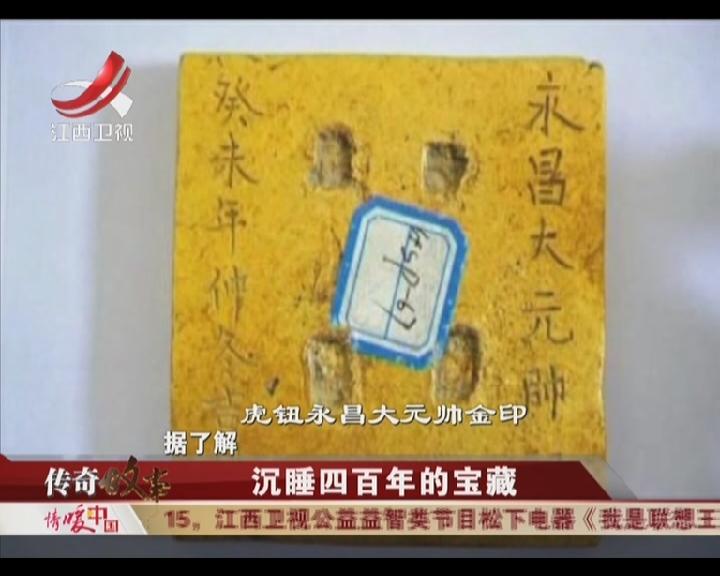 江西卫视
永昌大元帥
癸未年仲冬吉
虎钮永昌大元帅金印
据了解
传奇故事
沉睡四百年的宝藏
情暖中国
15，江西卫视公益益智类节目松下电器《我是联想王